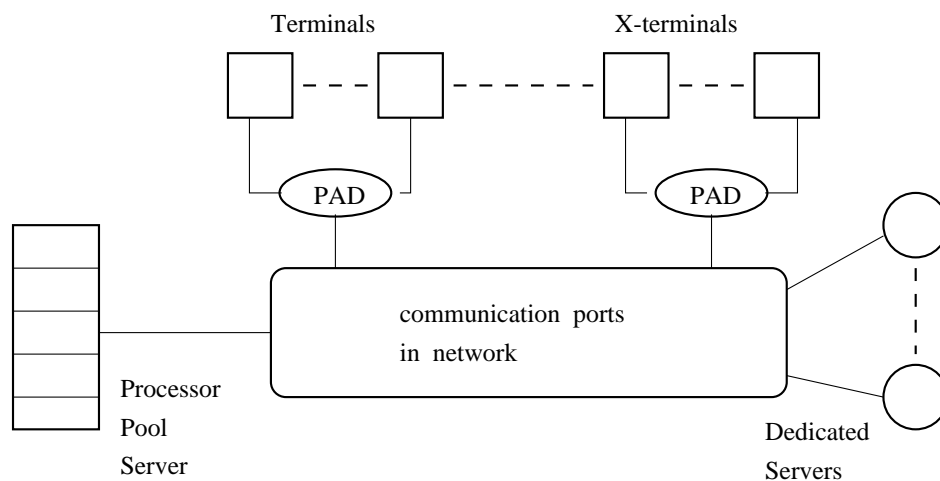 Terminals
X-terminals
PAD
PAD
communication ports
in network
Processor
Pool
Server
Dedicated
Servers